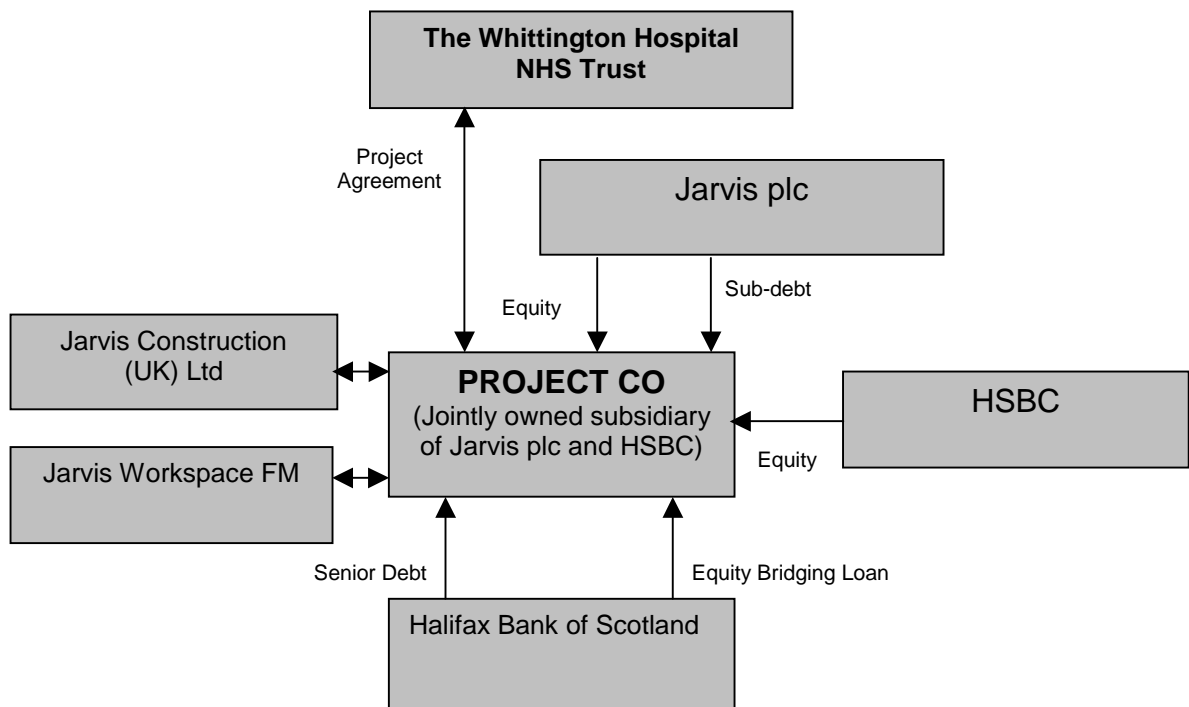 The Whittington Hospital
NHS Trust
Project
Agreement
Jarvis plc
Equity
Sub-debt
Jarvis Construction
(UK) Ltd
PROJECT CO
(Jointly owned subsidiary
of Jarvis plc and HSBC)
HSBC
Equity
Jarvis Workspace FM
Senior Debt
Equity Bridging Loan
Halifax Bank of Scotland